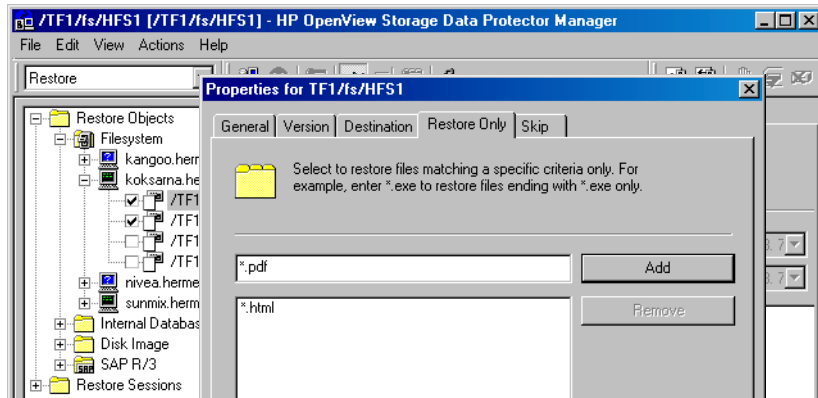 /TF1/fs/HFS1 [/TF1/fs/HFS1] - HP OpenView Storage Data Protector Manager
File Edit View Actions Help
Restore
Properties for TF1/fs/HFS1
General Version Destination Restore Only Skip
Select to restore files matching a specific criteria only. For
example, enter *.exe to restore files ending with *.exe only.
*.pdf
Add
*.html
Remove
Restore Objects
Filesystem
kangoo.herr
koksarna.he
/TF1
/TF1
/TF1
/TF1
nivea.herme
sunmix.herm
Internal Databas
Disk Image
SAP R/3
Restore Sessions